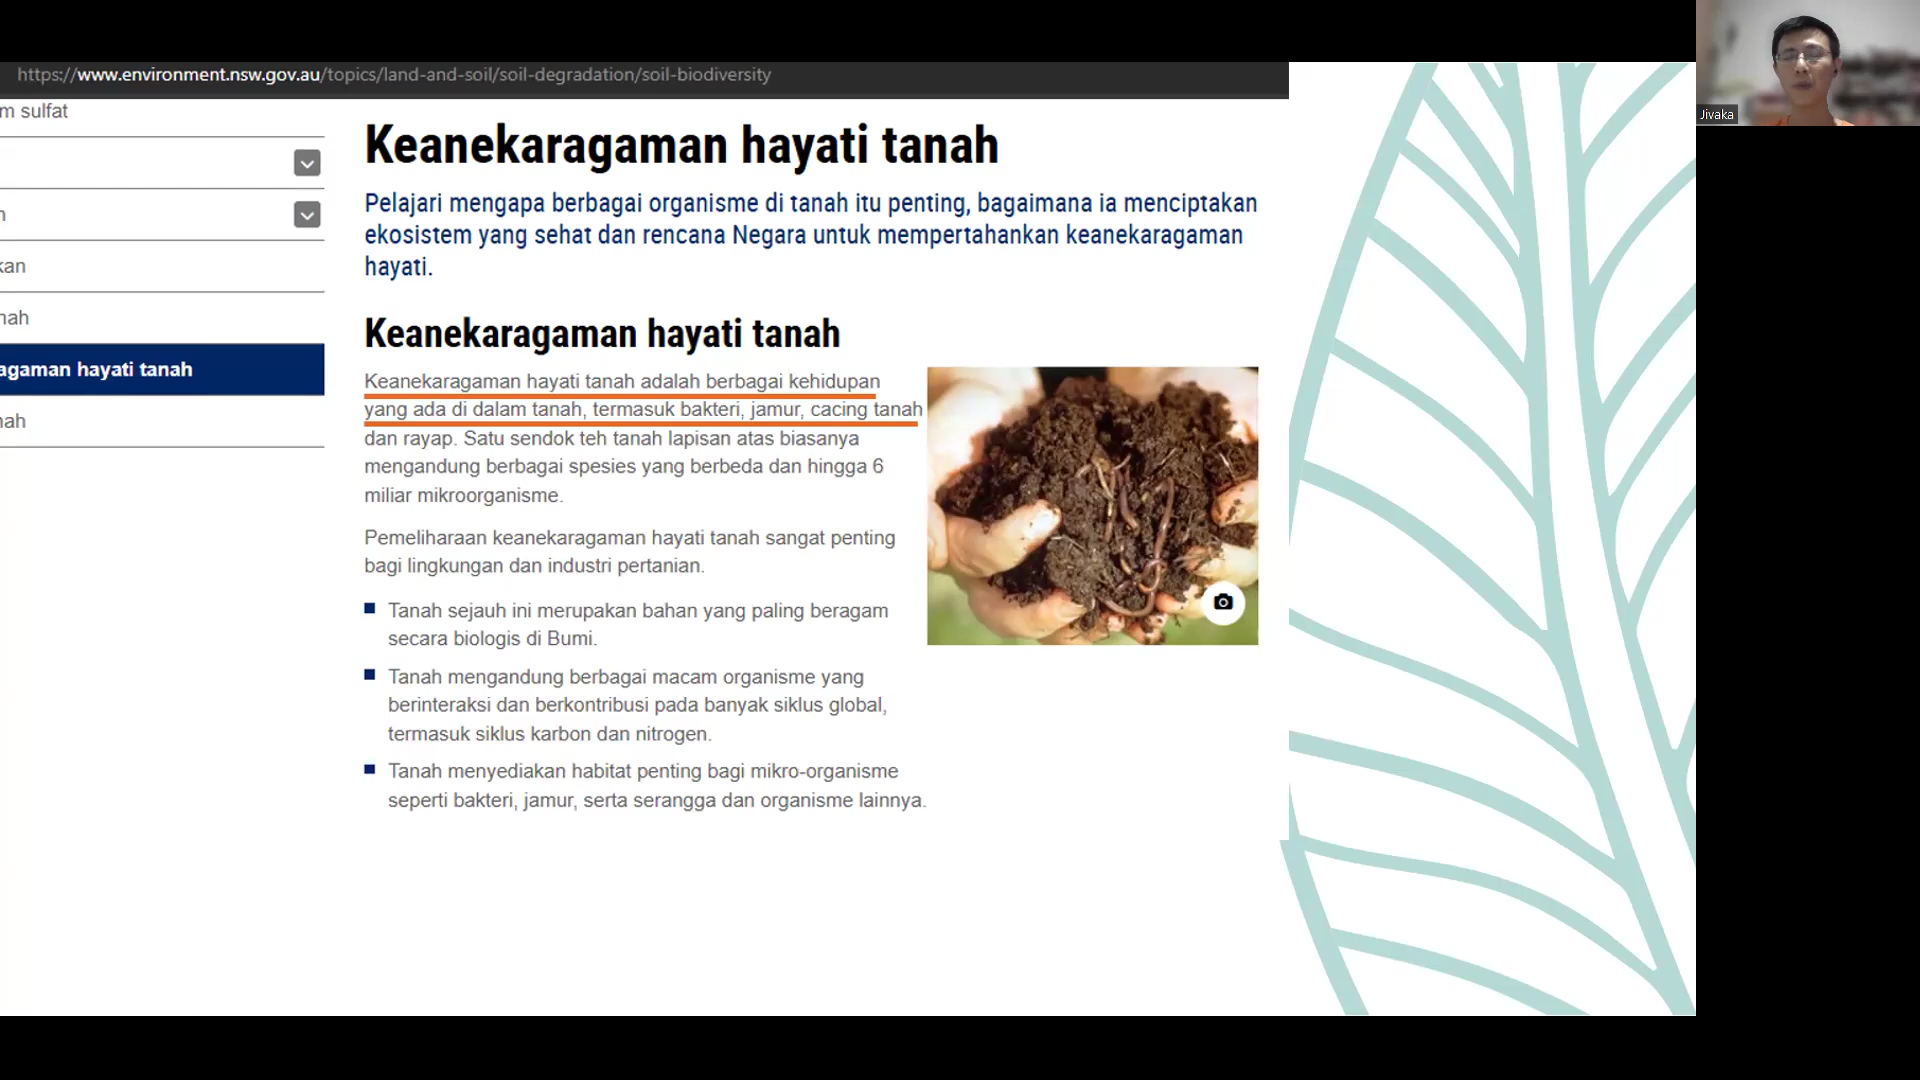 https://www.environment.nsw.gov.au/topics/land-and-soil/soil-degradation/soil-biodiversity
Jivaka
m sulfat
n
kan
nah
agaman hayati tanah
nah
Keanekaragaman hayati tanah
Pelajari mengapa berbagai organisme di tanah itu penting, bagaimana ia menciptakan
ekosistem yang sehat dan rencana Negara untuk mempertahankan keanekaragaman
hayati.
Keanekaragaman hayati tanah
Keanekaragaman hayati tanah adalah berbagai kehidupan
yang ada di dalam tanah, termasuk bakteri, jamur, cacing tanah
dan rayap. Satu sendok teh tanah lapisan atas biasanya
mengandung berbagai spesies yang berbeda dan hingga 6
miliar mikroorganisme.
Pemeliharaan keanekaragaman hayati tanah sangat penting
bagi lingkungan dan industri pertanian.
Tanah sejauh ini merupakan bahan yang paling beragam
secara biologis di Bumi.
Tanah mengandung berbagai macam organisme yang
berinteraksi dan berkontribusi pada banyak siklus global,
termasuk siklus karbon dan nitrogen.
Tanah menyediakan habitat penting bagi mikro-organisme
seperti bakteri, jamur, serta serangga dan organisme lainnya.